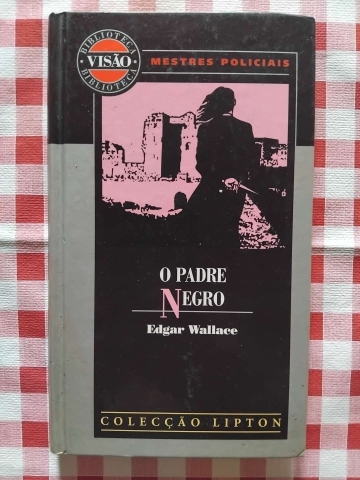 BIBLIOTECA
VISÃO
BIBLIOTECA
MESTRES POLICIAIS
O PADRE
NEGRO
Edgar Wallace
COLECÇÃO LIPTON